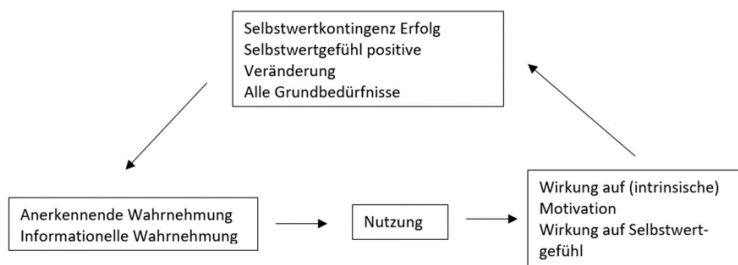 Selbstwertkontingenz Erfolg
Selbstwertgefühl positive
Veränderung
Alle Grundbedürfnisse
Anerkennende Wahrnehmung
Informationelle Wahrnehmung
Nutzung
Wirkung auf (intrinsische)
Motivation
Wirkung auf Selbstwert-
gefühl